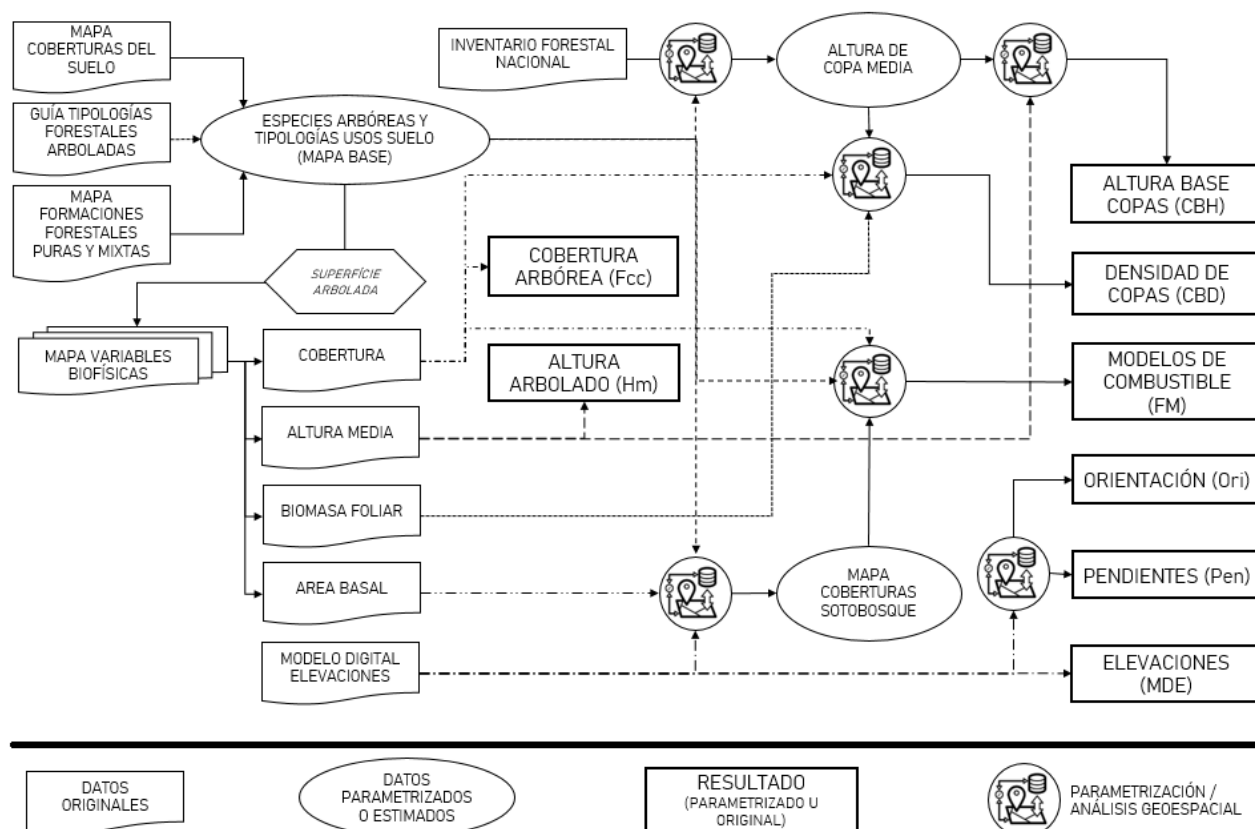 MAPA
COBERTURAS DEL
SUELO
GUÍA TIPOLOGÍAS
FORESTALES
ARBOLADAS
MAPA
FORMACIONES
FORESTALES
PURAS Y MIXTAS
ESPECIES ARBÓREAS Y
TIPOLOGÍAS USOS SUELO
(MAPA BASE)
SUPERFÍCIE
ARBOLADA
MAPA VARIABLES
BIOFÍSICAS
COBERTURA
ALTURA MEDIA
BIOMASA FOLIAR
AREA BASAL
MODELO DIGITAL
ELEVACIONES
INVENTARIO FORESTAL
NACIONAL
ALTURA DE
COPA MEDIA
COBERTURA
ARBÓREA (Fcc)
ALTURA
ARBOLADO (Hm)
MAPA
COBERTURAS
SOTOBOSQUE
ALTURA BASE
COPAS (CBH)
DENSIDAD DE
COPAS (CBD)
MODELOS DE
COMBUSTIBLE
(FM)
ORIENTACIÓN (Ori)
PENDIENTES (Pen)
ELEVACIONES
(MDE)
DATOS
ORIGINALES
DATOS
PARAMETRIZADOS
O ESTIMADOS
RESULTADO
(PARAMETRIZADO U
ORIGINAL)
PARAMETRIZACIÓN /
ANÁLISIS GEOESPACIAL